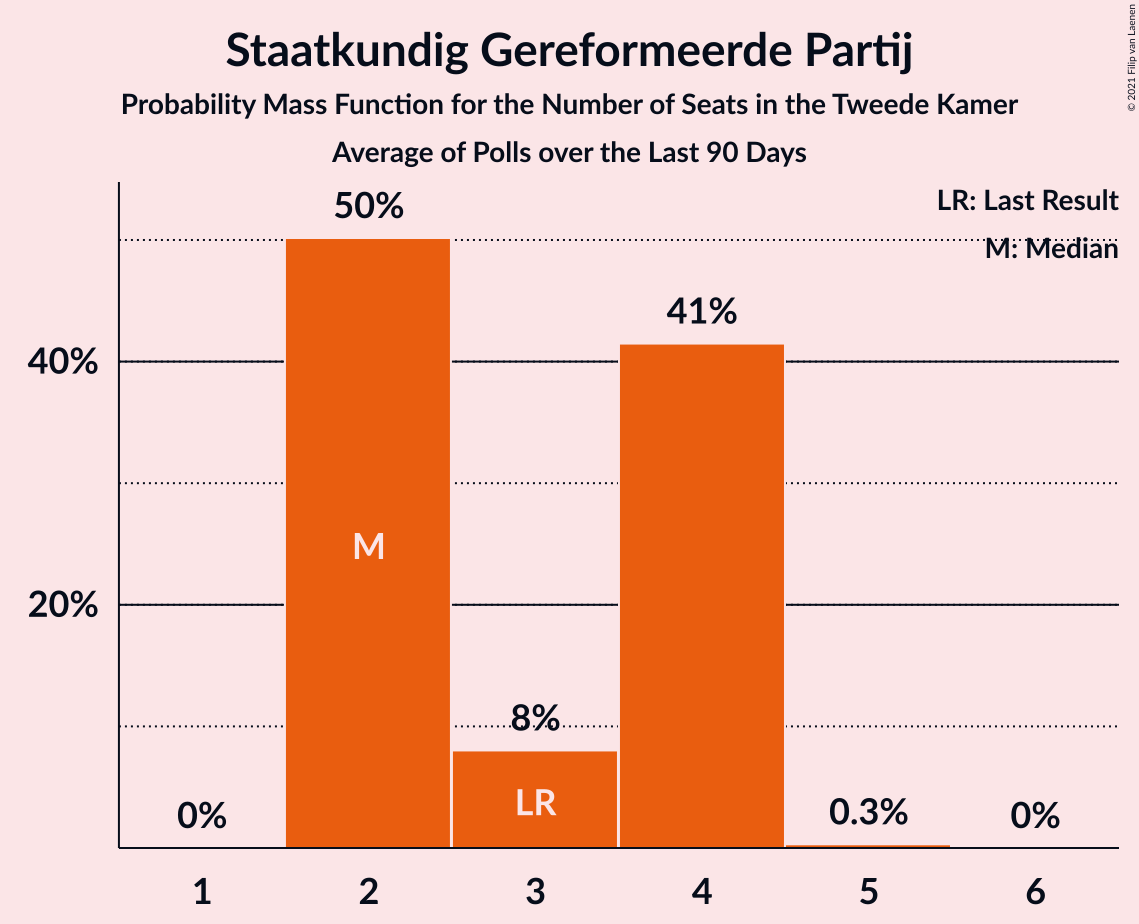 Staatkundig Gereformeerde Partij
Probability Mass Function for the Number of Seats in the Tweede Kamer
Average of Polls over the Last 90 Days
© 2021 Filip van Laenen
LR: Last Result
M: Median
50%
41%
40%
M
20%
8%
LR
0%
0.3%
0%
1 2 3 4 5 6